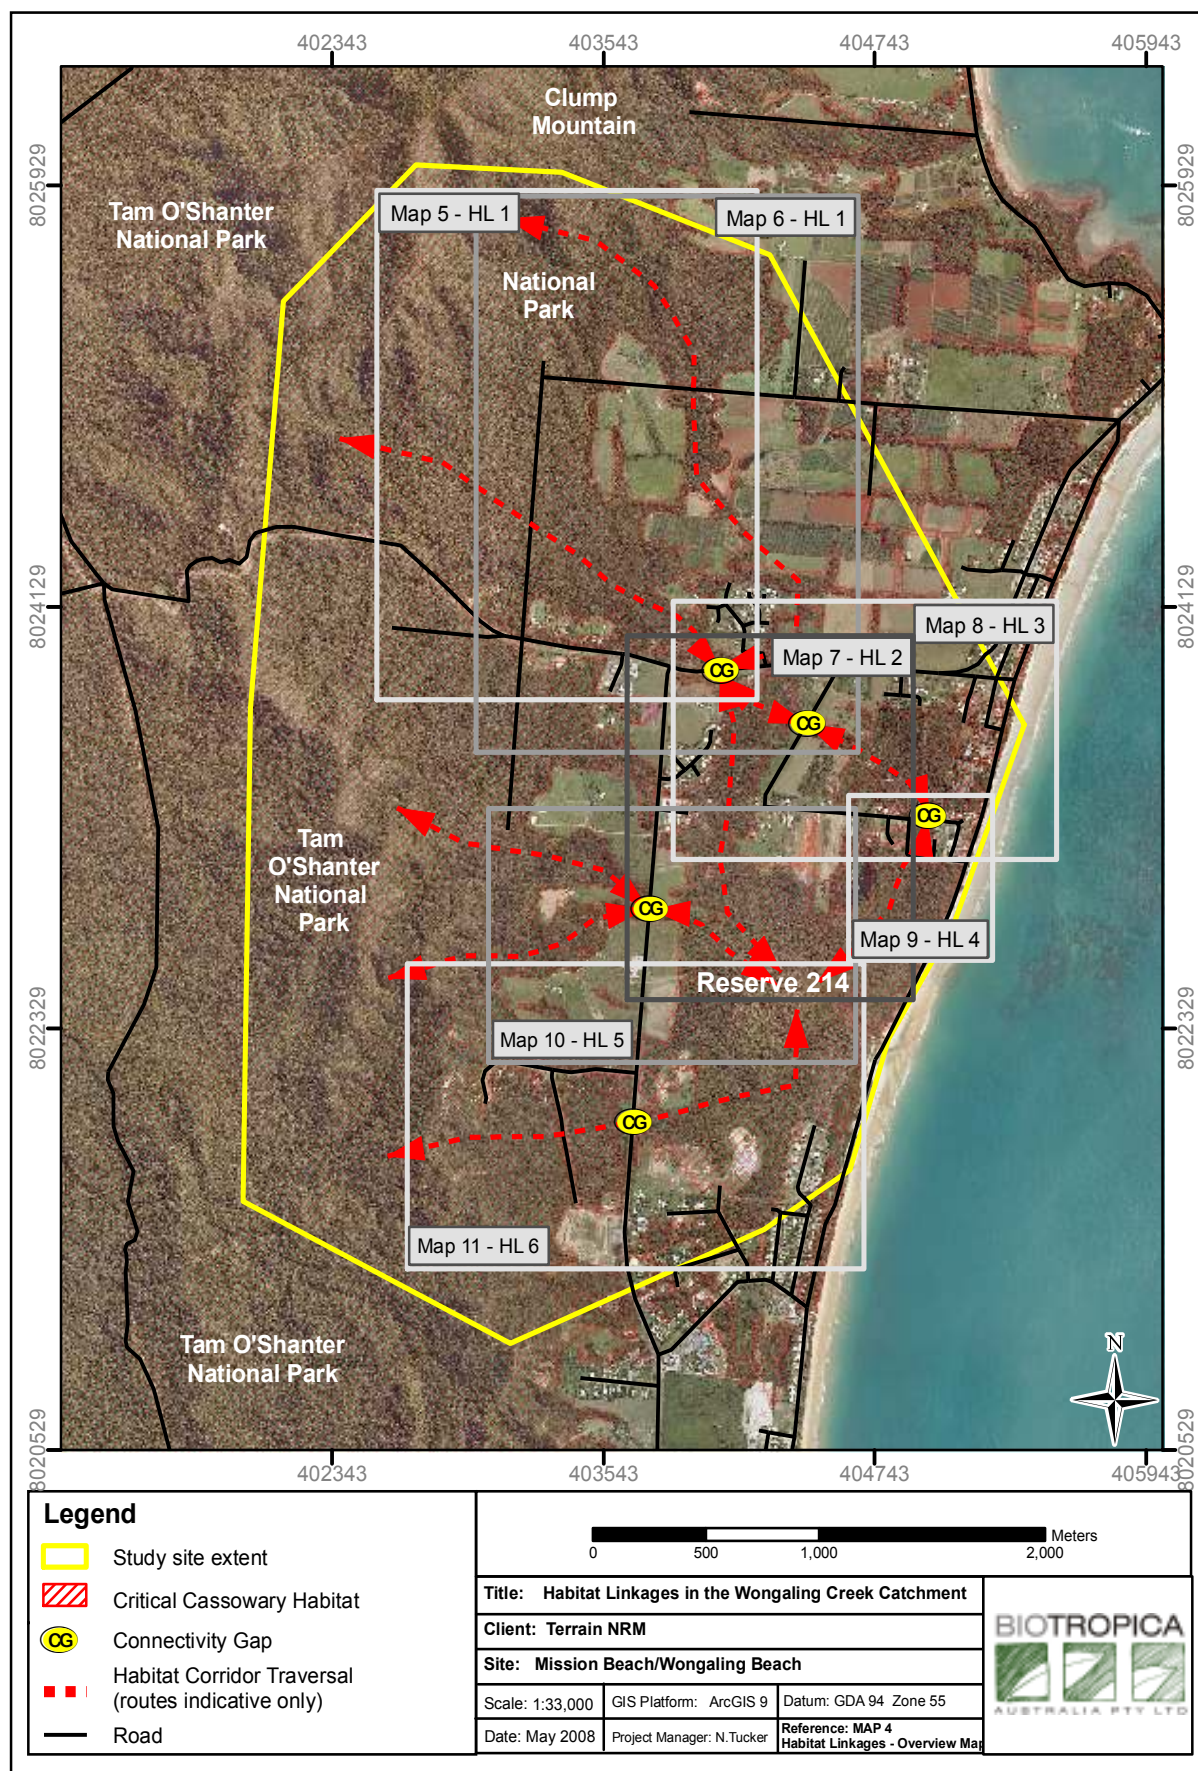 402343
403543
404743
405943
8025929
8025929
Clump
Mountain
Tam O'Shanter
National Park
Map 5 - HL 1
Map 6 - HL 1
National
Park
8024129
8024129
Map 8 - HL 3
Map 7 - HL 2
CG
CG
CG
Tam
O'Shanter
National
Park
CG
Map 9 - HL 4
Reserve 214
8022329
8022329
Map 10 - HL 5
CG
Map 11 - HL 6
Tam O'Shanter
National Park
N
8020529
8020529
402343
403543
404743
405943
Legend
Study site extent
Critical Cassowary Habitat
CG
Connectivity Gap
Habitat Corridor Traversal
(routes indicative only)
Road
Meters
0
500
1,000
2,000
Title: Habitat Linkages in the Wongaling Creek Catchment
Client: Terrain NRM
Site: Mission Beach/Wongaling Beach
Scale: 1:33,000
GIS Platform: ArcGIS 9
Datum: GDA 94 Zone 55
Date: May 2008
Project Manager: N.Tucker
Reference: MAP 4
Habitat Linkages - Overview Map
BIOTROPICA
AUSTRALIA PTY LTD